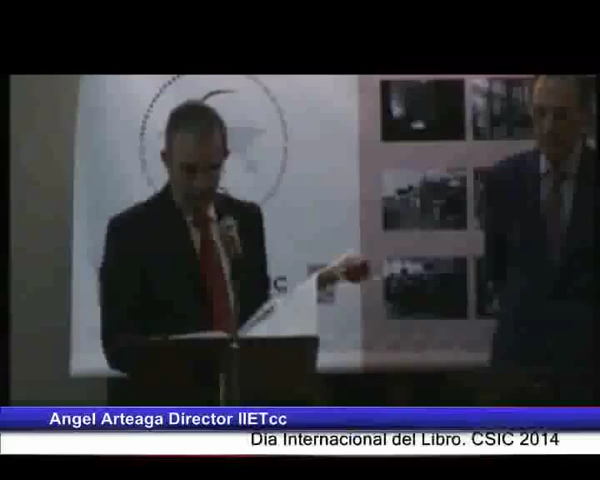 Angel Arteaga Director IIETcc
Día Internacional del Libro. CSIC 2014